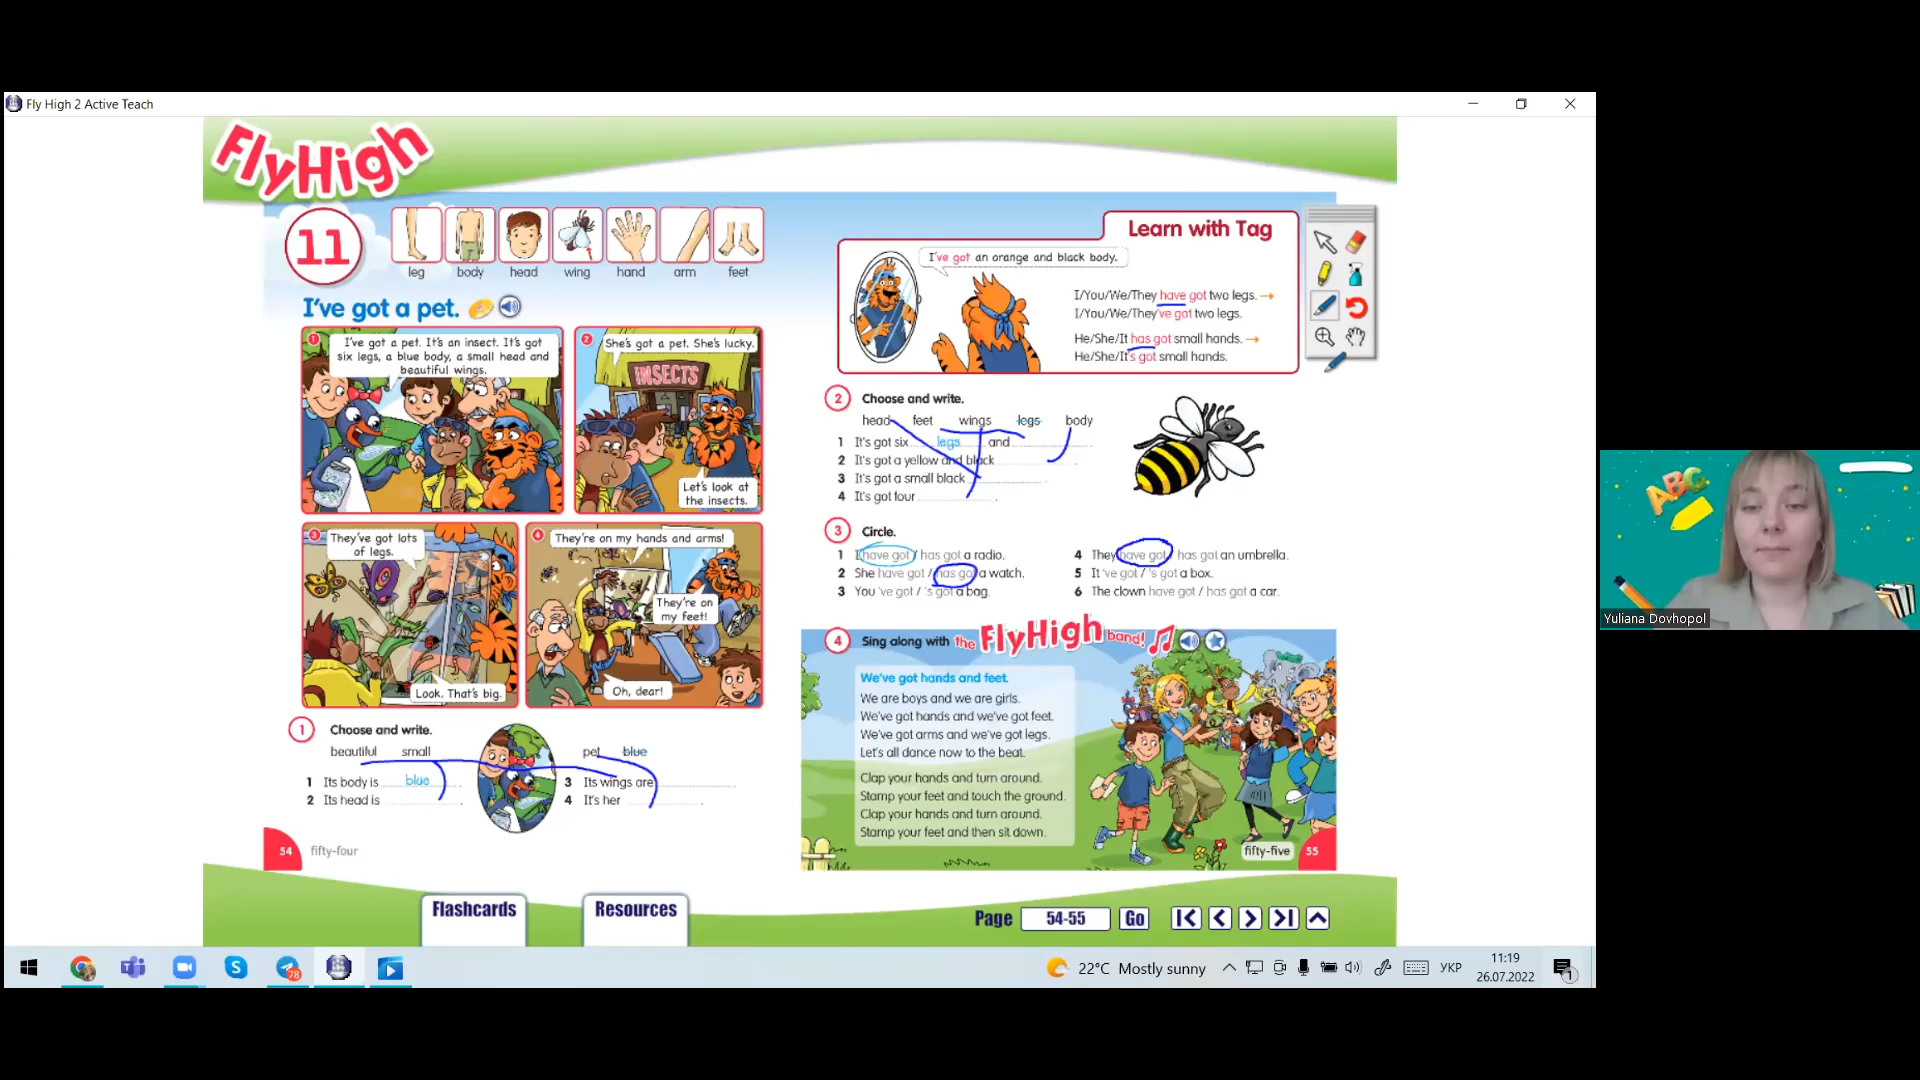 Fly High 2 Active Teach
FlyHigh
11
leg body head wing hand arm feet
I've got a pet.
1
I've got a pet. It's an insect. It's got
six legs, a blue body, a small head and
beautiful wings.
2
She's got a pet. She's lucky.
INSECTS
Let's look at
the insects.
3
They've got lots
of legs.
Look. That's big.
4
They're on my hands and arms!
They're on
my feet!
Oh, dear!
1 Choose and write.
beautiful small pet blue
1 Its body is blue.
2 Its head is .
3 Its wings are .
4 It's her .
54 fifty-four
Learn with Tag
I've got an orange and black body.
I/You/We/They have got two legs. →
I/You/We/They've got two legs.
He/She/It has got small hands. →
He/She/It's got small hands.
2 Choose and write.
head feet wings legs body
1 It's got six legs and .
2 It's got a yellow and black .
3 It's got a small black .
4 It's got four .
3 Circle.
1 I have got / has got a radio.
2 She have got / has got a watch.
3 You 've got / 's got a bag.
4 They have got / has got an umbrella.
5 It 've got / 's got a box.
6 The clown have got / has got a car.
4 Sing along with the FlyHigh band!
We've got hands and feet.
We are boys and we are girls.
We've got hands and we've got feet.
We've got arms and we've got legs.
Let's all dance now to the beat.
Clap your hands and turn around.
Stamp your feet and touch the ground.
Clap your hands and turn around.
Stamp your feet and then sit down.
fifty-five 55
Flashcards
Resources
Page 54-55 Go
78
22°C Mostly sunny
УКР
11:19
26.07.2022
1
ABC
Yuliana Dovhopol